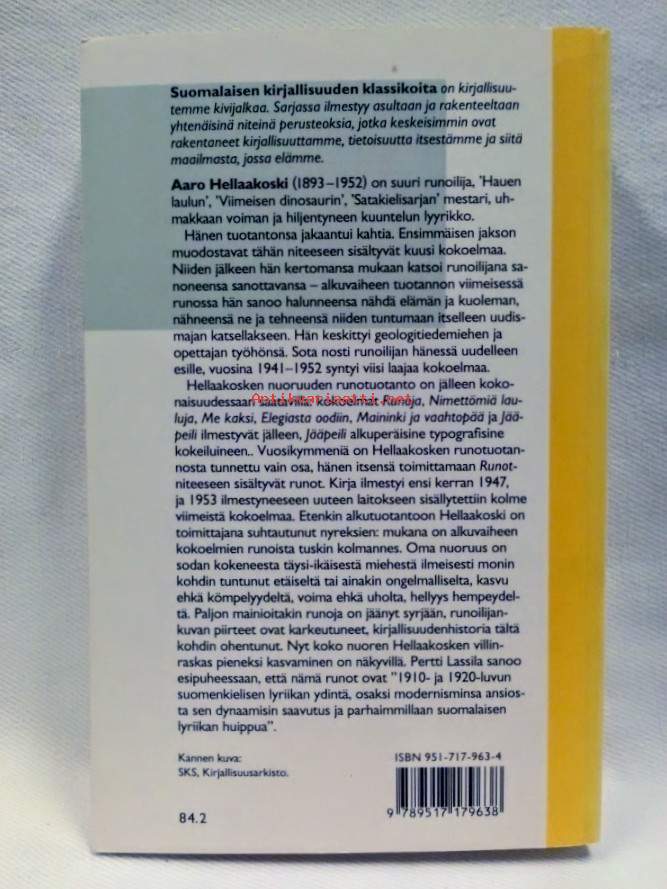 Suomalaisen kirjallisuuden klassikoita on kirjallisuu-
temme kivijalkaa. Sarjassa ilmestyy asultaan ja rakenteeltaan
yhtenäisinä niteinä perusteoksia, jotka keskeisimmin ovat
rakentaneet kirjallisuuttamme, tietoisuutta itsestämme ja siitä
maailmasta, jossa elämme.
Aaro Hellaakoski (1893–1952) on suuri runoilija, 'Hauen
laulun', 'Viimeisen dinosaurin', 'Satakielisarjan' mestari, uh-
makkaan voiman ja hiljentyneen kuuntelun lyyrikko.
Hänen tuotantonsa jakaantui kahtia. Ensimmäisen jakson
muodostavat tähän niteeseen sisältyvät kuusi kokoelmaa.
Niiden jälkeen hän kertomansa mukaan katsoi runoilijana sa-
noneensa sanottavansa – alkuvaiheen tuotannon viimeisessä
runossa hän sanoo halunneensa nähdä elämän ja kuoleman,
nähneensä ne ja tehneensä niiden tuntumaan itselleen uudis-
majan katsellakseen. Hän keskittyi geologitiedemiehen ja
opettajan työhönsä. Sota nosti runoilijan hänessä uudelleen
esille, vuosina 1941–1952 syntyi viisi laajaa kokoelmaa.
Hellaakosken nuoruuden runotuotanto on jälleen koko-
naisuudessaan saatavilla: kokoelmat Runoja, Nimettömiä lau-
Antikvariaatti.net
luja, Me kaksi, Elegiasta oodiin, Maininki ja vaahtopää ja Jää-
peili ilmestyvät jälleen, Jääpeili alkuperäisine typografisine
kokeiluineen.. Vuosikymmeniä on Hellaakosken runotuotan-
nosta tunnettu vain osa, hänen itsensä toimittamaan Runot-
niteeseen sisältyvät runot. Kirja ilmestyi ensi kerran 1947,
ja 1953 ilmestyneeseen uuteen laitokseen sisällytettiin kolme
viimeistä kokoelmaa. Etenkin alkutuotantoon Hellaakoski on
toimittajana suhtautunut nyreksien: mukana on alkuvaiheen
kokoelmien runoista tuskin kolmannes. Oma nuoruus on
sodan kokeneesta täysi-ikäisestä miehestä ilmeisesti monin
kohdin tuntunut etäiseltä tai ainakin ongelmalliselta, kasvu
ehkä kömpelyydeltä, voima ehkä uholta, hellyys hempeydel-
tä. Paljon mainioitakin runoja on jäänyt syrjään, runoilijan-
kuvan piirteet ovat karkeutuneet, kirjallisuudenhistoria tältä
kohdin ohentunut. Nyt koko nuoren Hellaakosken villin-
raskas pieneksi kasvaminen on näkyvillä. Pertti Lassila sanoo
esipuheessaan, että nämä runot ovat "1910- ja 1920-luvun
suomenkielisen lyriikan ydintä, osaksi modernisminsa ansios-
ta sen dynaamisin saavutus ja parhaimmillaan suomalaisen
lyriikan huippua".
Kannen kuva:
SKS, Kirjallisuusarkisto.
84.2
ISBN 951-717-963-4
9 789517 179638